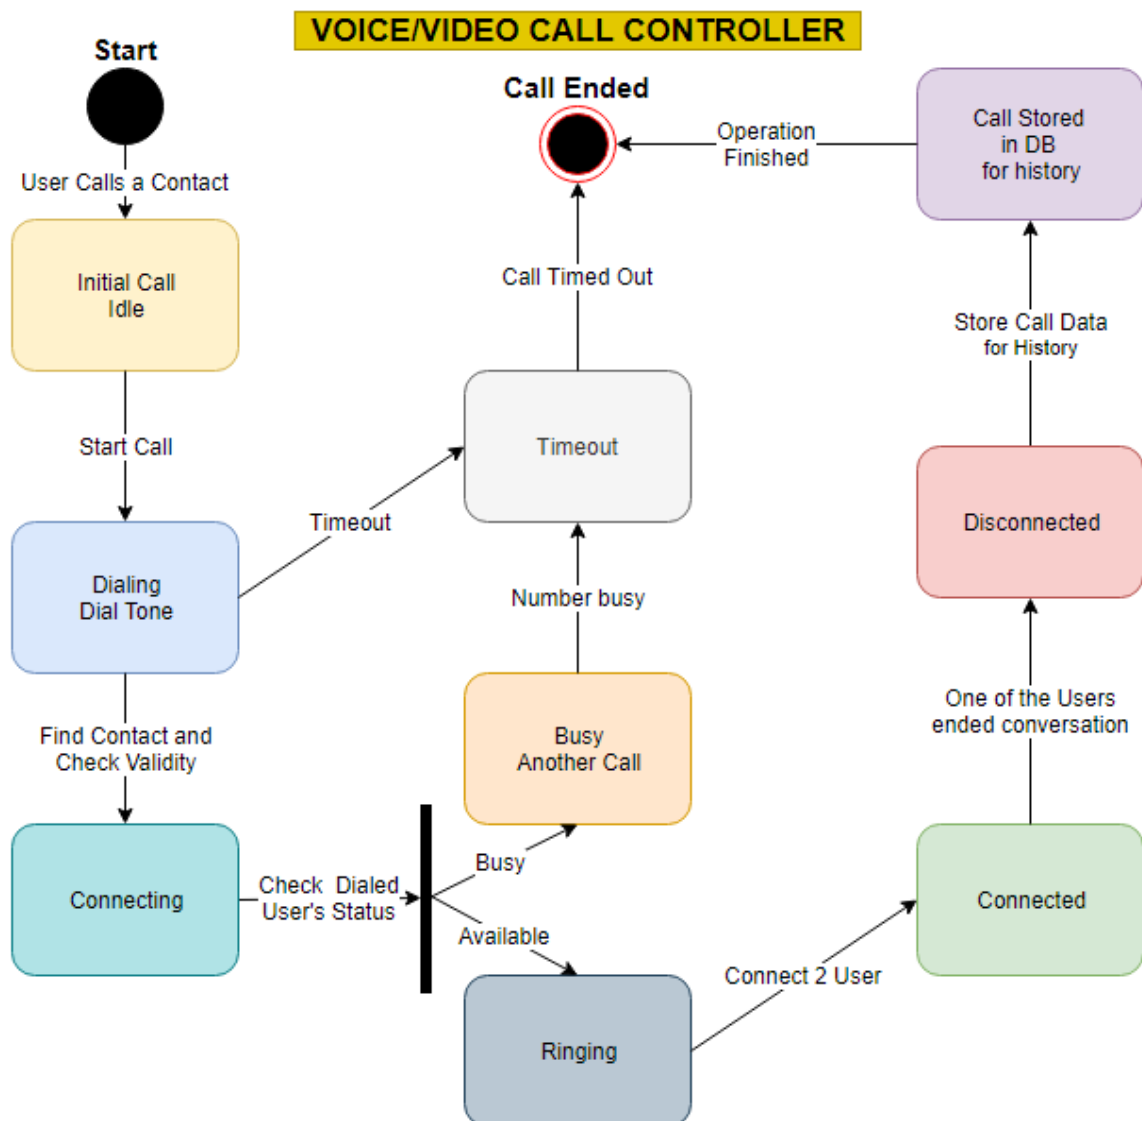 VOICE/VIDEO CALL CONTROLLER
Start
User Calls a Contact
Initial Call
Idle
Start Call
Dialing
Dial Tone
Find Contact and
Check Validity
Connecting
Check Dialed
User's Status
Busy
Available
Busy
Another Call
Number busy
Timeout
Timeout
Call Timed Out
Call Ended
Ringing
Connect 2 User
Connected
One of the Users
ended conversation
Disconnected
Store Call Data
for History
Call Stored
in DB
for history
Operation
Finished